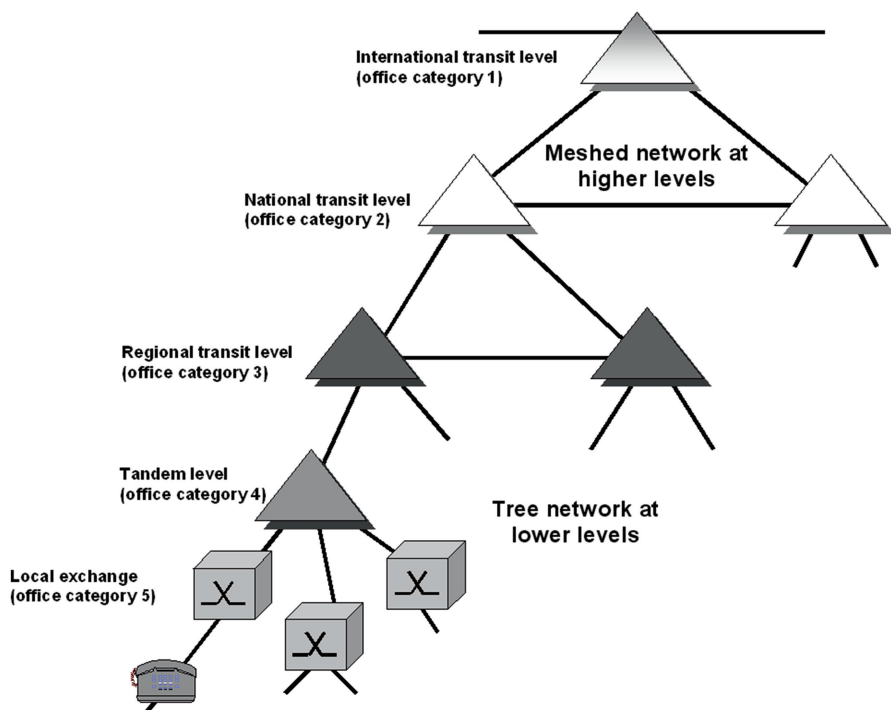 International transit level
(office category 1)
Meshed network at
higher levels
National transit level
(office category 2)
Regional transit level
(office category 3)
Tandem level
(office category 4)
Tree network at
lower levels
Local exchange
(office category 5)